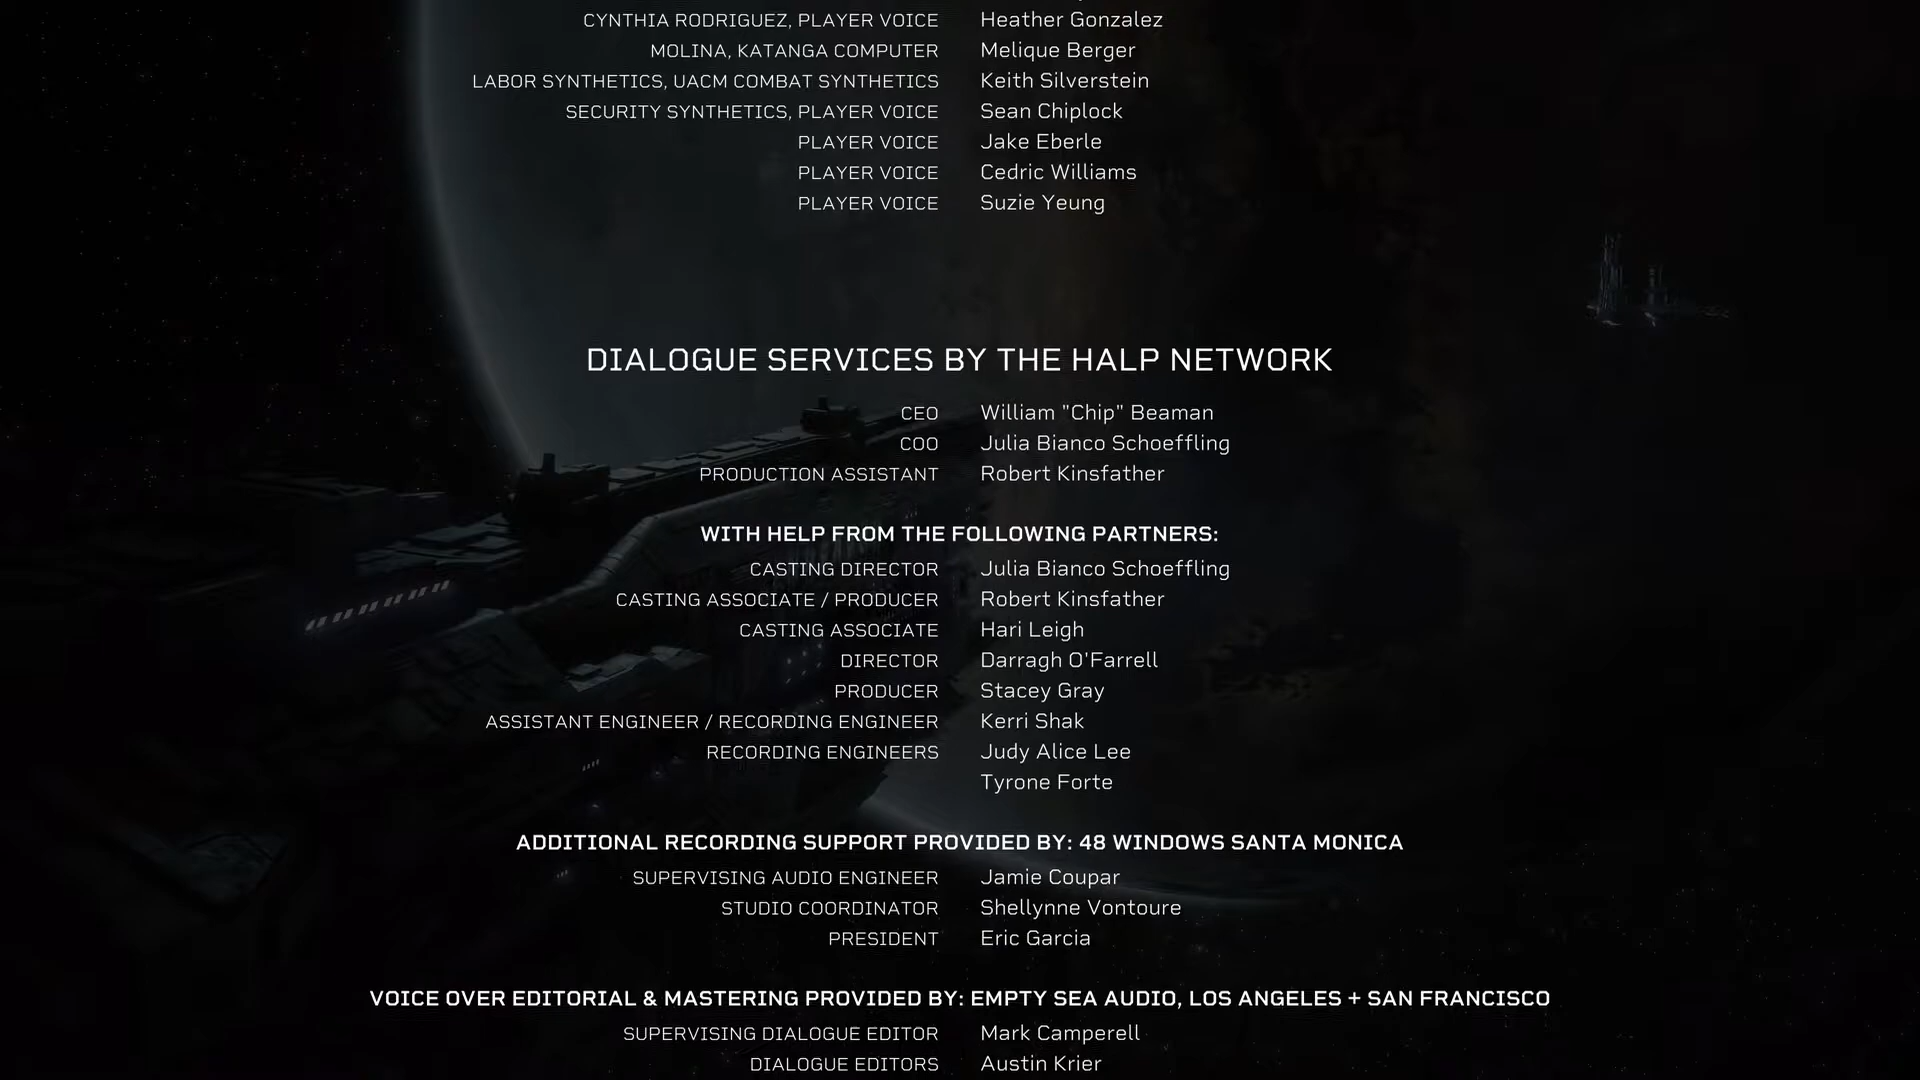 CYNTHIA RODRIGUEZ, PLAYER VOICE Heather Gonzalez
MOLINA, KATANGA COMPUTER Melique Berger
LABOR SYNTHETICS, UACM COMBAT SYNTHETICS Keith Silverstein
SECURITY SYNTHETICS, PLAYER VOICE Sean Chiplock
PLAYER VOICE Jake Eberle
PLAYER VOICE Cedric Williams
PLAYER VOICE Suzie Yeung
DIALOGUE SERVICES BY THE HALP NETWORK
CEO William "Chip" Beaman
COO Julia Bianco Schoeffling
PRODUCTION ASSISTANT Robert Kinsfather
WITH HELP FROM THE FOLLOWING PARTNERS:
CASTING DIRECTOR Julia Bianco Schoeffling
CASTING ASSOCIATE / PRODUCER Robert Kinsfather
CASTING ASSOCIATE Hari Leigh
DIRECTOR Darragh O'Farrell
PRODUCER Stacey Gray
ASSISTANT ENGINEER / RECORDING ENGINEER Kerri Shak
RECORDING ENGINEERS Judy Alice Lee
Tyrone Forte
ADDITIONAL RECORDING SUPPORT PROVIDED BY: 48 WINDOWS SANTA MONICA
SUPERVISING AUDIO ENGINEER Jamie Coupar
STUDIO COORDINATOR Shellynne Vontoure
PRESIDENT Eric Garcia
VOICE OVER EDITORIAL & MASTERING PROVIDED BY: EMPTY SEA AUDIO, LOS ANGELES + SAN FRANCISCO
SUPERVISING DIALOGUE EDITOR Mark Camperell
DIALOGUE EDITORS Austin Krier